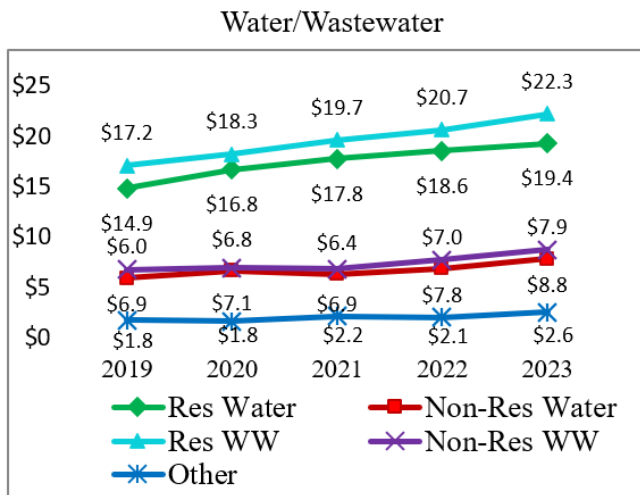 Water/Wastewater
$25
$20
$15
$10
$5
$0
$17.2 $18.3 $19.7 $20.7 $22.3
$14.9 $16.8 $17.8 $18.6 $19.4
$6.0 $6.8 $6.4 $7.0 $7.9
$6.9 $7.1 $6.9 $7.8 $8.8
$1.8 $1.8 $2.2 $2.1 $2.6
2019 2020 2021 2022 2023
Res Water Non-Res Water
Res WW Non-Res WW
Other